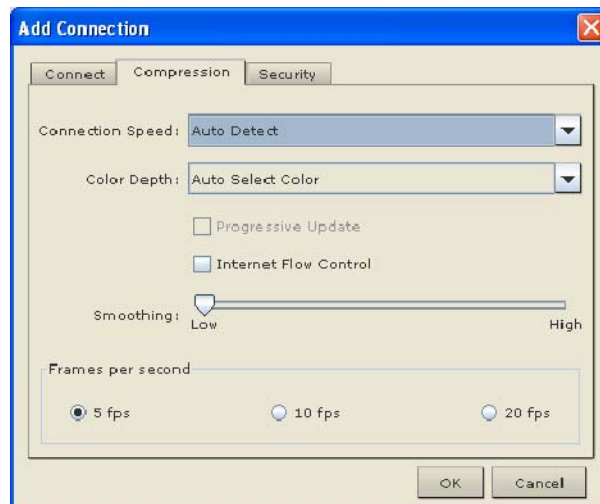 Add Connection
Connect Compression Security
Connection Speed: Auto Detect
Color Depth: Auto Select Color
Progressive Update
Internet Flow Control
Smoothing:
Low High
Frames per second
5 fps 10 fps 20 fps
OK Cancel